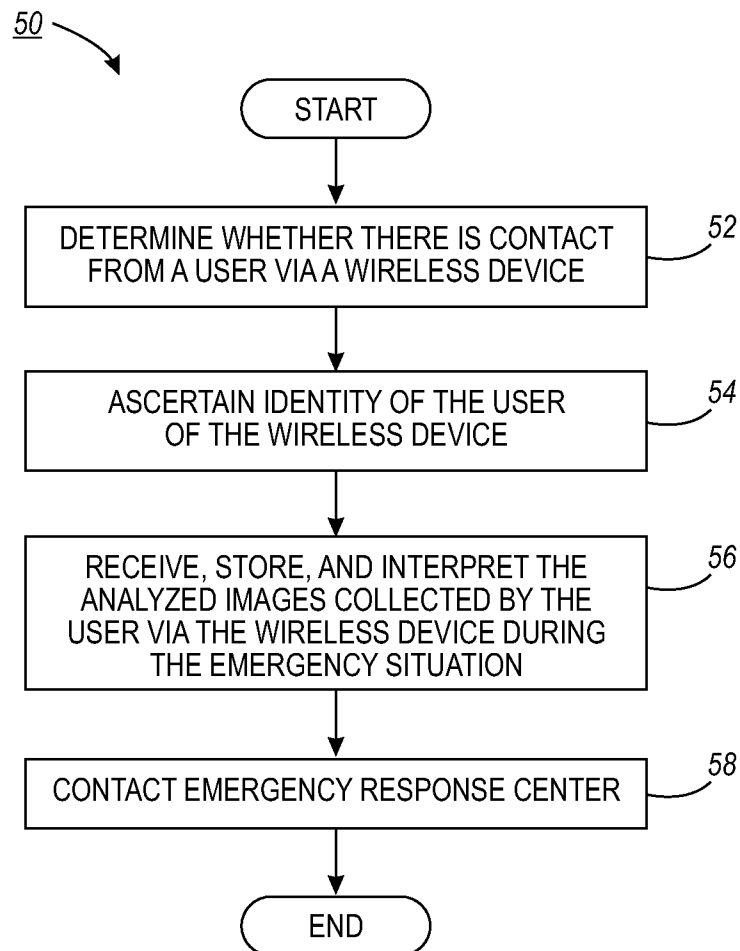 50
START
DETERMINE WHETHER THERE IS CONTACT
FROM A USER VIA A WIRELESS DEVICE
52
ASCERTAIN IDENTITY OF THE USER
OF THE WIRELESS DEVICE
54
RECEIVE, STORE, AND INTERPRET THE
ANALYZED IMAGES COLLECTED BY THE
USER VIA THE WIRELESS DEVICE DURING
THE EMERGENCY SITUATION
56
CONTACT EMERGENCY RESPONSE CENTER
58
END